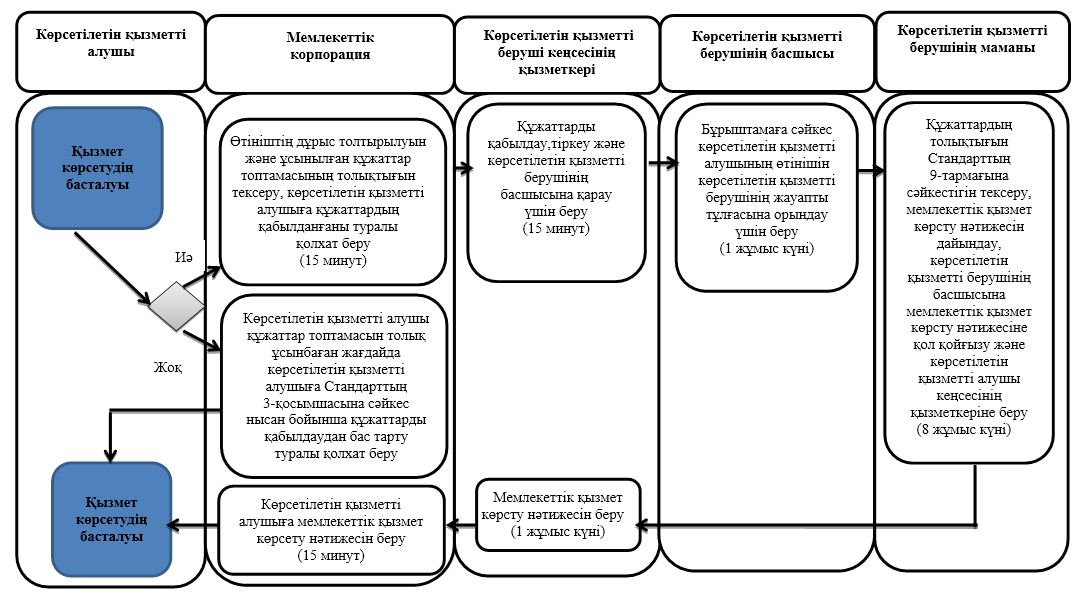 Көрсетілетін қызметті
алушы
Мемлекеттік
корпорация
Көрсетілетін қызметті
беруші кеңсесінің
қызметкері
Көрсетілетін қызметті
берушінің басшысы
Көрсетілетін қызметті
берушінің маманы
Қызмет
көрсетудің
басталуы
Иә
Жоқ
Өтініштің дұрыс толтырылуын
және ұсынылған құжаттар
топтамасының толықтығын
тексеру, көрсетілетін қызметті
алушыға құжаттардың
қабылданғаны туралы
қолхат беру
(15 минут)
Құжаттарды
қабылдау,тіркеу және
көрсетілетін қызметті
берушінің
басшысына қарау
үшін беру
(15 минут)
Бұрыштамаға сәйкес
көрсетілетін қызметті
алушының өтінішін
көрсетілетін қызметті
берушінің жауапты
тұлғасына орындау
үшін беру
(1 жұмыс күні)
Құжаттардың
толықтығын
Стандарттың
9-тармағына
сәйкестігін тексеру,
мемлекеттік қызмет
көрсту нәтижесін
дайындау,
көрсетілетін
қызметті берушінің
басшысына
мемлекеттік қызмет
көрсту нәтижесіне
қол қойғызу және
көрсетілетін
қызметті алушы
кеңсесінің
қызметкеріне беру
(8 жұмыс күні)
Көрсетілетін қызметті алушы
құжаттар топтамасын толық
ұсынбаған жағдайда
көрсетілетін қызметті
алушыға Стандарттың
3-қосымшасына сәйкес
нысан бойынша құжаттарды
қабылдаудан бас тарту
туралы қолхат беру
Қызмет
көрсетудің
басталуы
Көрсетілетін қызметті
алушыға мемлекеттік қызмет
көрсету нәтижесін беру
(15 минут)
Мемлекеттік қызмет
көрсту нәтижесін беру
(1 жұмыс күні)